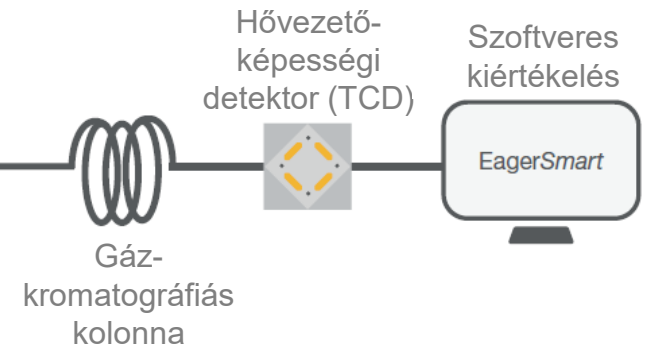 Hővezető-
képességi
detektor (TCD)
Szoftveres
kiértékelés
EagerSmart
Gáz-
kromatográfiás
kolonna